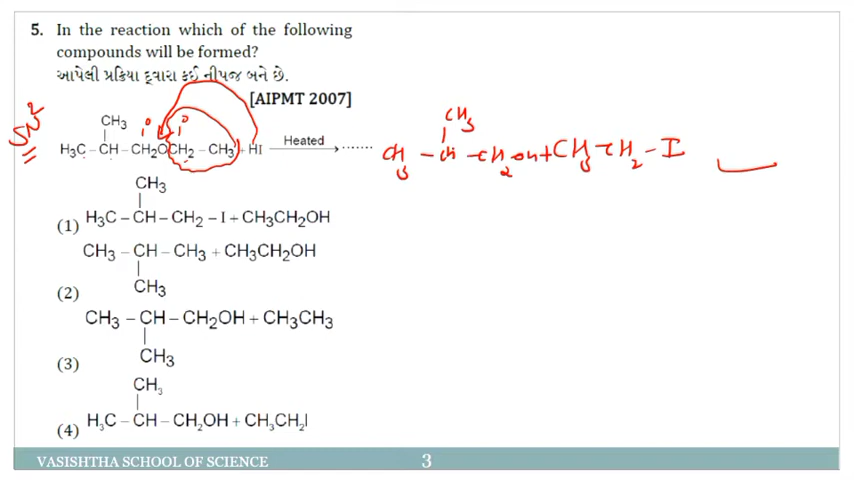 5. In the reaction which of the following
compounds will be formed?
આપેલી પ્રક્રિયા દ્વારા કઈ નીપજ બને છે.
[AIPMT 2007]
SN²
CH₃
|
H₃C – CH – CH₂OCH₂ – CH₃ + HI —Heated→ ......
1° 1°
CH₃
|
CH₃ – CH – CH₂OH + CH₃ – CH₂ – I
CH₃
|
(1) H₃C – CH – CH₂ – I + CH₃CH₂OH
CH₃ – CH – CH₃ + CH₃CH₂OH
|
(2) CH₃
CH₃ – CH – CH₂OH + CH₃CH₃
|
(3) CH₃
CH₃
|
(4) H₃C – CH – CH₂OH + CH₃CH₂I
VASISHTHA SCHOOL OF SCIENCE 3